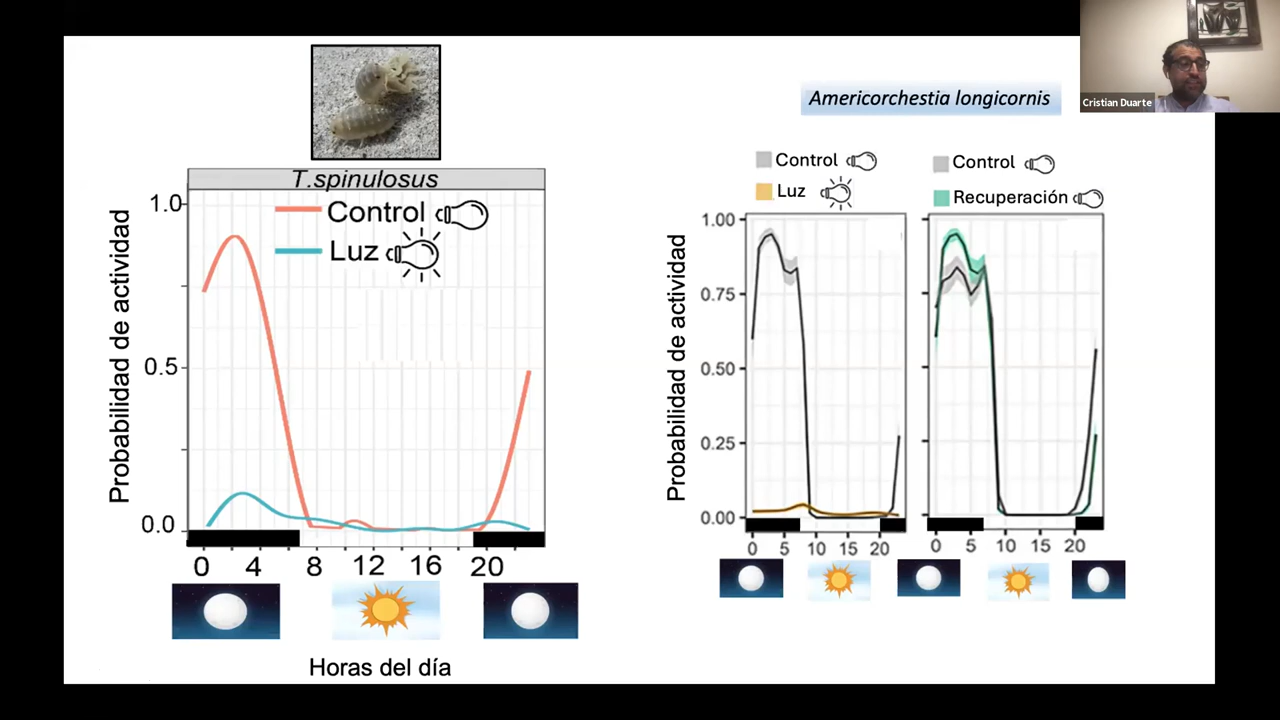 Cristian Duarte
Americorchestia longicornis
T.spinulosus
Control
Luz
Probabilidad de actividad
1.0
0.5
0.0
0 4 8 12 16 20
Horas del día
Control
Luz
Control
Recuperación
Probabilidad de actividad
1.00
0.75
0.50
0.25
0.00
0 5 10 15 20
0 5 10 15 20